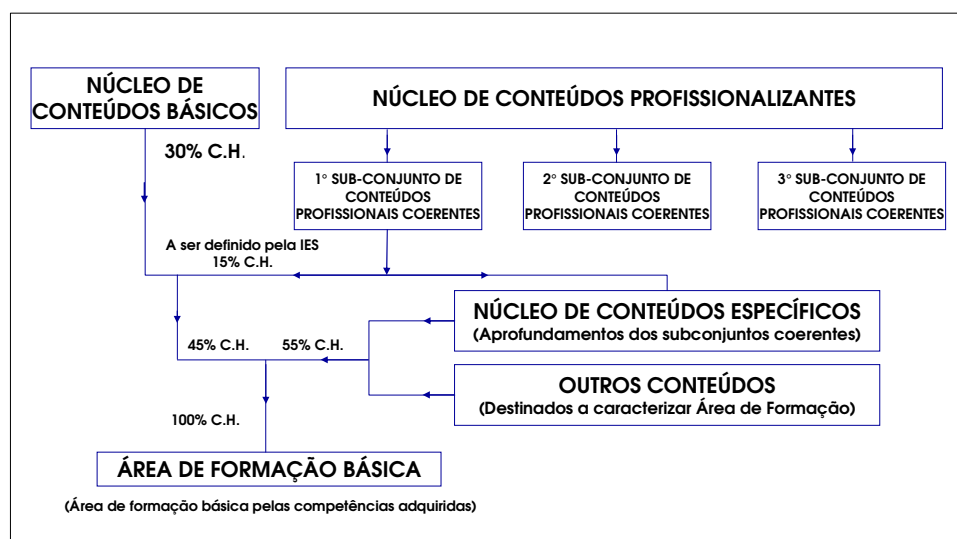 NÚCLEO DE
CONTEÚDOS BÁSICOS
NÚCLEO DE CONTEÚDOS PROFISSIONALIZANTES
30% C.H.
1° SUB-CONJUNTO DE
CONTEÚDOS
PROFISSIONAIS COERENTES
2° SUB-CONJUNTO DE
CONTEÚDOS
PROFISSIONAIS COERENTES
3° SUB-CONJUNTO DE
CONTEÚDOS
PROFISSIONAIS COERENTES
A ser definido pela IES
15% C.H.
NÚCLEO DE CONTEÚDOS ESPECÍFICOS
(Aprofundamentos dos subconjuntos coerentes)
45% C.H.
55% C.H.
OUTROS CONTEÚDOS
(Destinados a caracterizar Área de Formação)
100% C.H.
ÁREA DE FORMAÇÃO BÁSICA
(Área de formação básica pelas competências adquiridas)